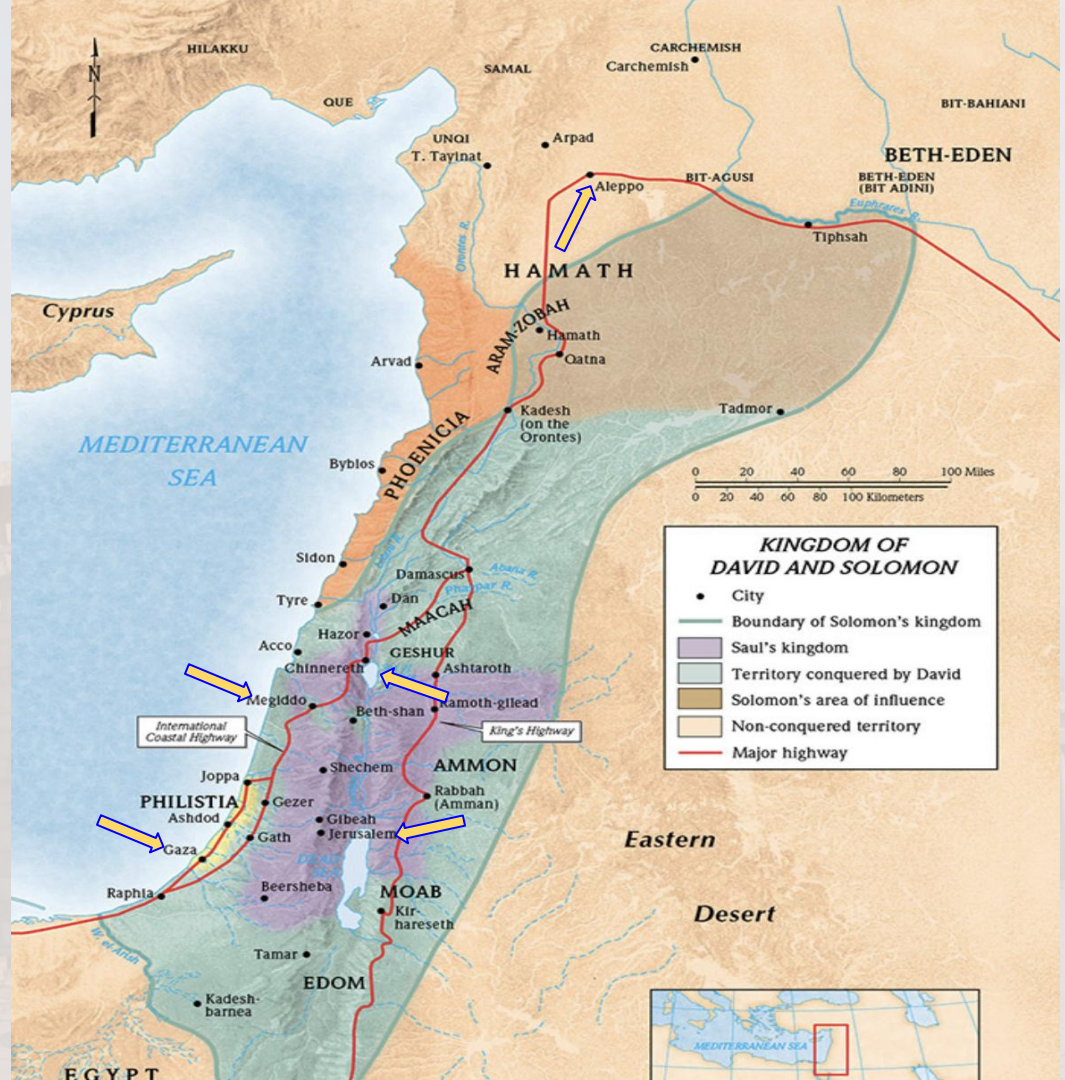 HILAKKU
CARCHEMISH
Carchemish
SAMAL
QUE
BIT-BAHIANI
N
UNQI
T. Tayinat
Arpad
BETH-EDEN
BETH-EDEN
(BIT ADINI)
BIT-AGUSI
Aleppo
Euphrates R.
Tiphsah
Orontes R.
HAMATH
Cyprus
ARAM-ZOBAH
Hamath
Qatna
Arvad
Kadesh
(on the
Orontes)
Tadmor
PHOENICIA
MEDITERRANEAN
SEA
Byblos
0 20 40 60 80 100 Miles
0 20 40 60 80 100 Kilometers
KINGDOM OF
DAVID AND SOLOMON
City
Boundary of Solomon's kingdom
Saul's kingdom
Territory conquered by David
Solomon's area of influence
Non-conquered territory
Major highway
Sidon
Damascus
Abana R.
Pharpar R.
Tyre
Dan
MAACAH
Hazor
Acco
GESHUR
Chinnereth
Ashtaroth
Megiddo
Ramoth-gilead
Beth-shan
International
Coastal Highway
King's Highway
Shechem
AMMON
Joppa
Rabbah
(Amman)
PHILISTIA
Gezer
Ashdod
Gibeah
Jerusalem
Gath
Gaza
Eastern
DEAD
SEA
Raphia
Beersheba
MOAB
Kir-
hareseth
Desert
W. el Arish
Tamar
EDOM
Kadesh-
barnea
MEDITERRANEAN SEA
EGYPT